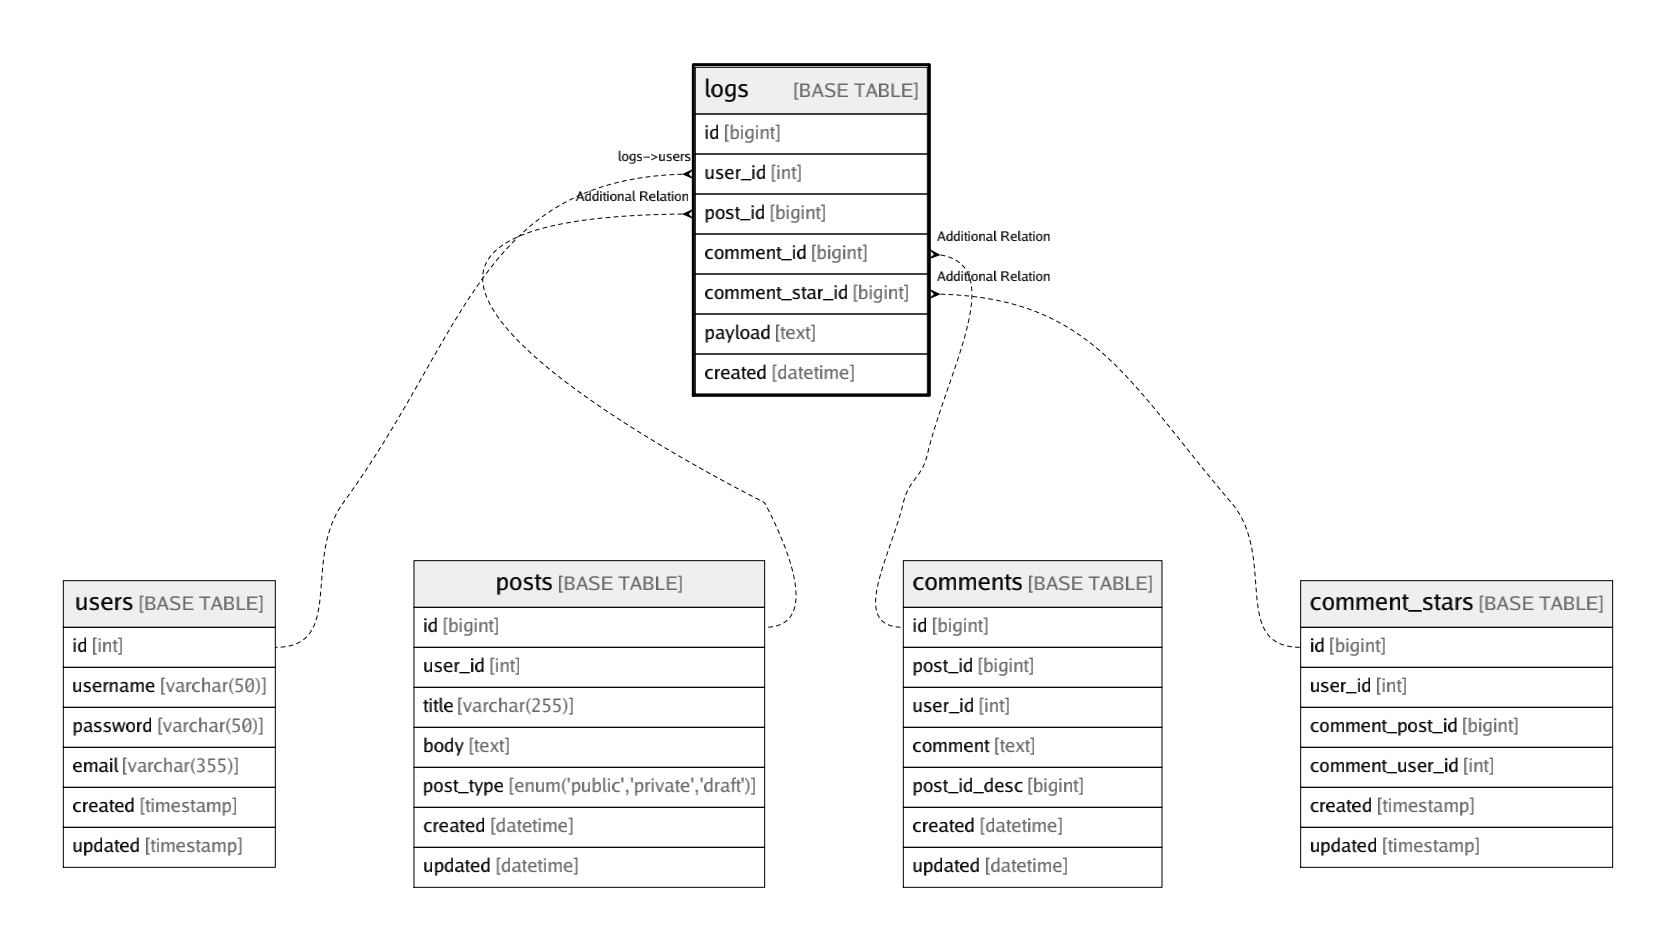 logs [BASE TABLE]
id [bigint]
logs->users
user_id [int]
Additional Relation
post_id [bigint]
Additional Relation
comment_id [bigint]
Additional Relation
comment_star_id [bigint]
payload [text]
created [datetime]
users [BASE TABLE]
id [int]
username [varchar(50)]
password [varchar(50)]
email [varchar(355)]
created [timestamp]
updated [timestamp]
posts [BASE TABLE]
id [bigint]
user_id [int]
title [varchar(255)]
body [text]
post_type [enum('public','private','draft')]
created [datetime]
updated [datetime]
comments [BASE TABLE]
id [bigint]
post_id [bigint]
user_id [int]
comment [text]
post_id_desc [bigint]
created [datetime]
updated [datetime]
comment_stars [BASE TABLE]
id [bigint]
user_id [int]
comment_post_id [bigint]
comment_user_id [int]
created [timestamp]
updated [timestamp]